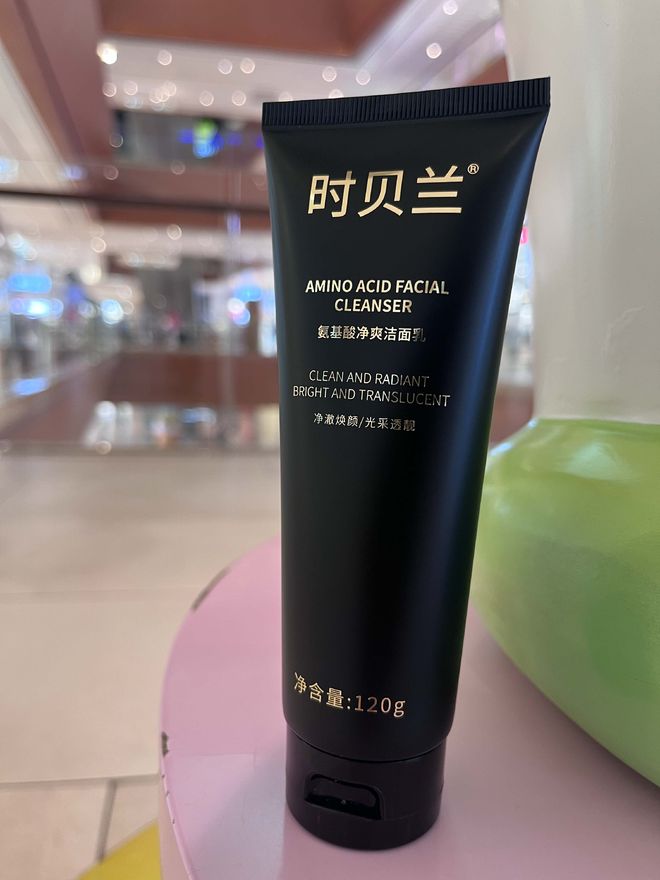 时贝兰®
AMINO ACID FACIAL
CLEANSER
氨基酸净爽洁面乳
CLEAN AND RADIANT
BRIGHT AND TRANSLUCENT
净澈焕颜/光采透靓
净含量:120g